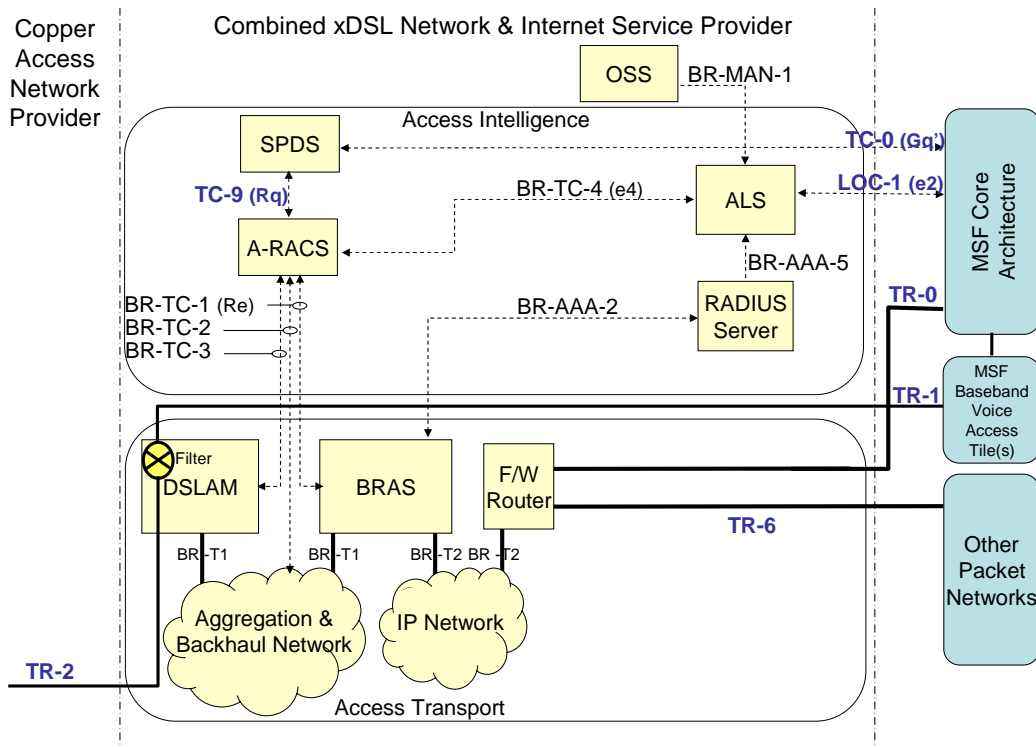 Copper
Access
Network
Provider
Combined xDSL Network & Internet Service Provider
OSS
BR-MAN-1
Access Intelligence
SPDS
TC-0 (Gq')
TC-9 (Rq)
BR-TC-4 (e4)
ALS
LOC-1 (e2)
MSF Core
Architecture
A-RACS
BR-AAA-5
BR-TC-1 (Re)
BR-TC-2
BR-TC-3
BR-AAA-2
RADIUS
Server
TR-0
TR-1
MSF
Baseband
Voice
Access
Tile(s)
Filter
DSLAM
BRAS
F/W
Router
TR-6
BR-T1
BR-T1
BR-T2
BR -T2
Other
Packet
Networks
Aggregation &
Backhaul Network
IP Network
TR-2
Access Transport